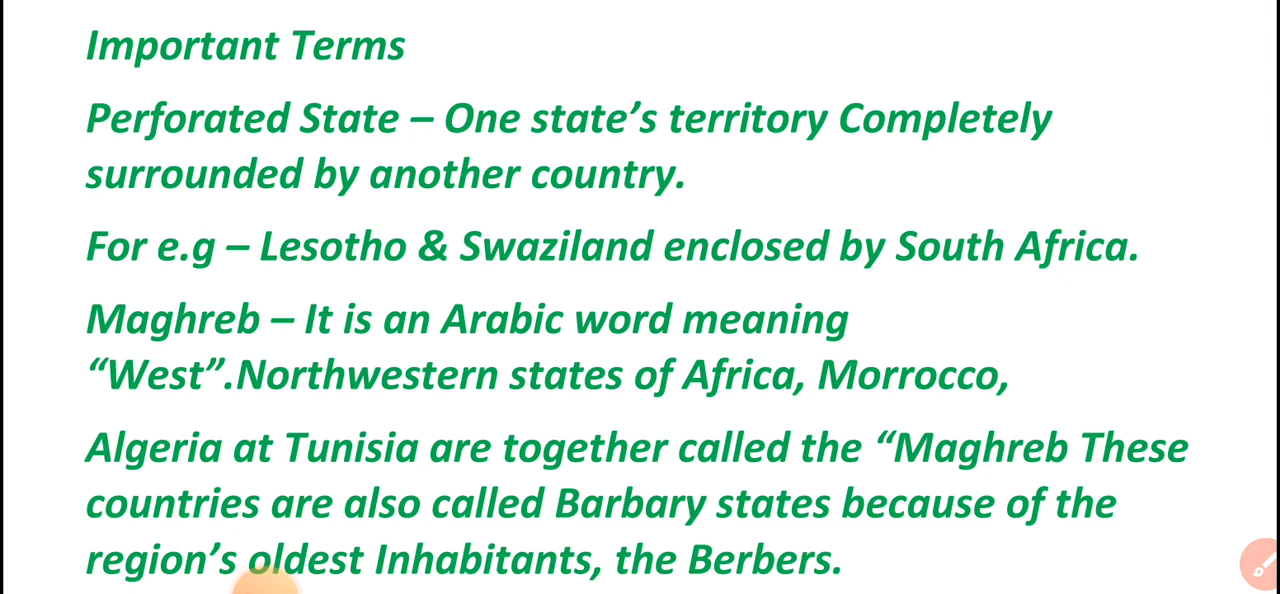 Important Terms
Perforated State – One state’s territory Completely
surrounded by another country.
For e.g – Lesotho & Swaziland enclosed by South Africa.
Maghreb – It is an Arabic word meaning
“West”.Northwestern states of Africa, Morrocco,
Algeria at Tunisia are together called the “Maghreb These
countries are also called Barbary states because of the
region’s oldest Inhabitants, the Berbers.